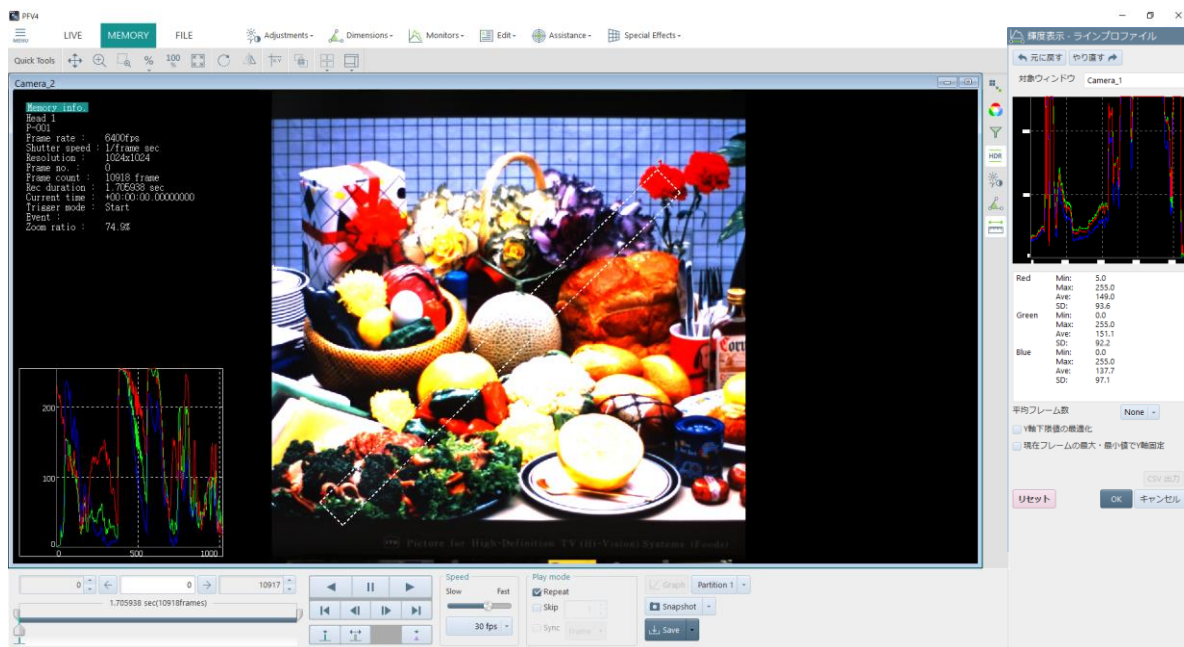 PFV4
MENU
LIVE
MEMORY
FILE
Adjustments
Dimensions
Monitors
Edit
Assistance
Special Effects
Quick Tools
%
100
%
Camera_2
Memory info.
Head 1
P-001
Frame rate : 6400fps
Shutter speed : 1/frame sec
Resolution : 1024x1024
Frame no. : 0
Frame count : 10918 frame
Rec duration : 1.705938 sec
Current time : +00:00:00.00000000
Trigger mode : Start
Event :
Zoom ratio : 74.9%
200
100
0
0 500 1000
Picture for High-Definition TV (Hi-Vision) Systems (Foods)
HDR
輝度表示 - ラインプロファイル
元に戻す やり直す
対象ウィンドウ Camera_1
Red Min: 5.0
Max: 255.0
Ave: 149.0
SD: 93.6
Green Min: 0.0
Max: 255.0
Ave: 151.1
SD: 92.2
Blue Min: 0.0
Max: 255.0
Ave: 137.7
SD: 97.1
平均フレーム数 None
Y軸下限値の最適化
現在フレームの最大・最小値でY軸固定
CSV 出力
リセット OK キャンセル
0 0 10917
1.705938 sec(10918frames)
Speed
Slow Fast
30 fps
Play mode
Repeat
Skip 1
Sync Frame
Graph Partition 1
Snapshot
Save